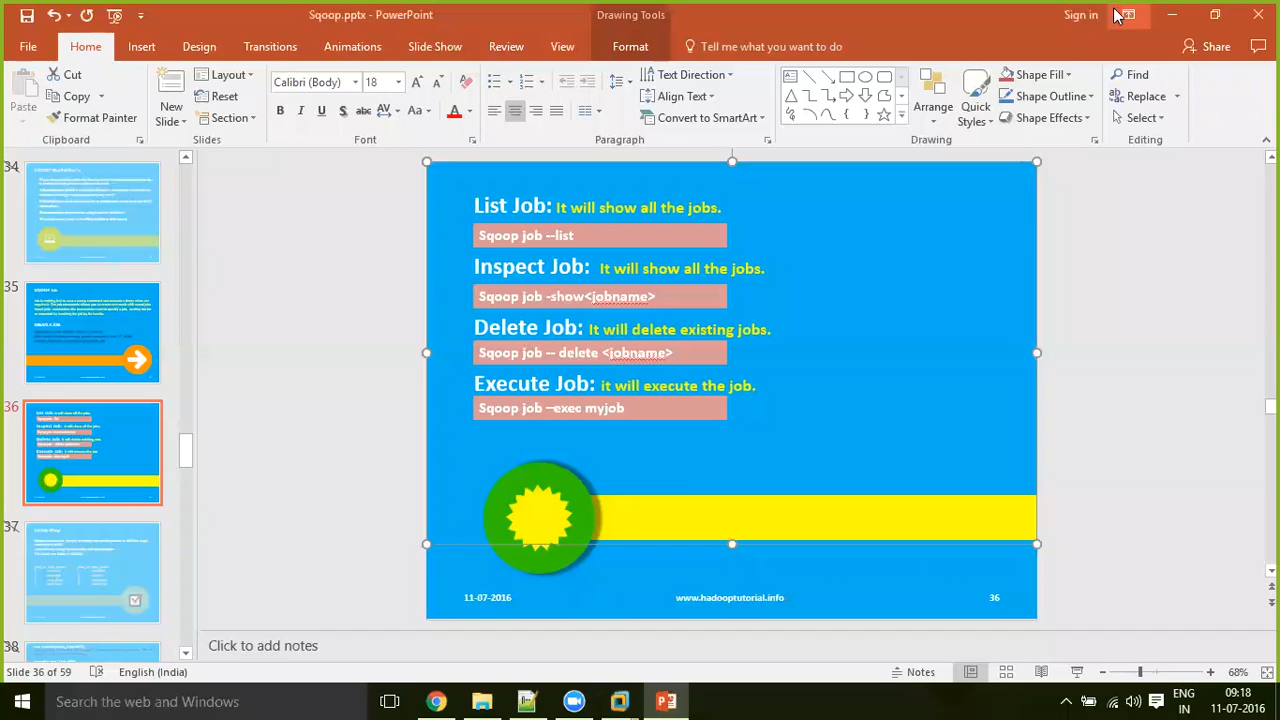 Sqoop.pptx - PowerPoint
Drawing Tools
Sign in
File
Home
Insert
Design
Transitions
Animations
Slide Show
Review
View
Format
Tell me what you want to do
Share
Paste
Cut
Copy
Format Painter
Clipboard
New
Slide
Layout
Reset
Section
Slides
Calibri (Body)
18
Font
Text Direction
Align Text
Convert to SmartArt
Paragraph
Arrange
Quick
Styles
Shape Fill
Shape Outline
Shape Effects
Drawing
Find
Replace
Select
Editing
34
35
36
37
38
List Job: It will show all the jobs.
Sqoop job --list
Inspect Job: It will show all the jobs.
Sqoop job -show<jobname>
Delete Job: It will delete existing jobs.
Sqoop job -- delete <jobname>
Execute Job: it will execute the job.
Sqoop job –exec myjob
11-07-2016
www.hadooptutorial.info
36
Click to add notes
Slide 36 of 59
English (India)
Notes
68%
Search the web and Windows
ENG
IN
09:18
11-07-2016